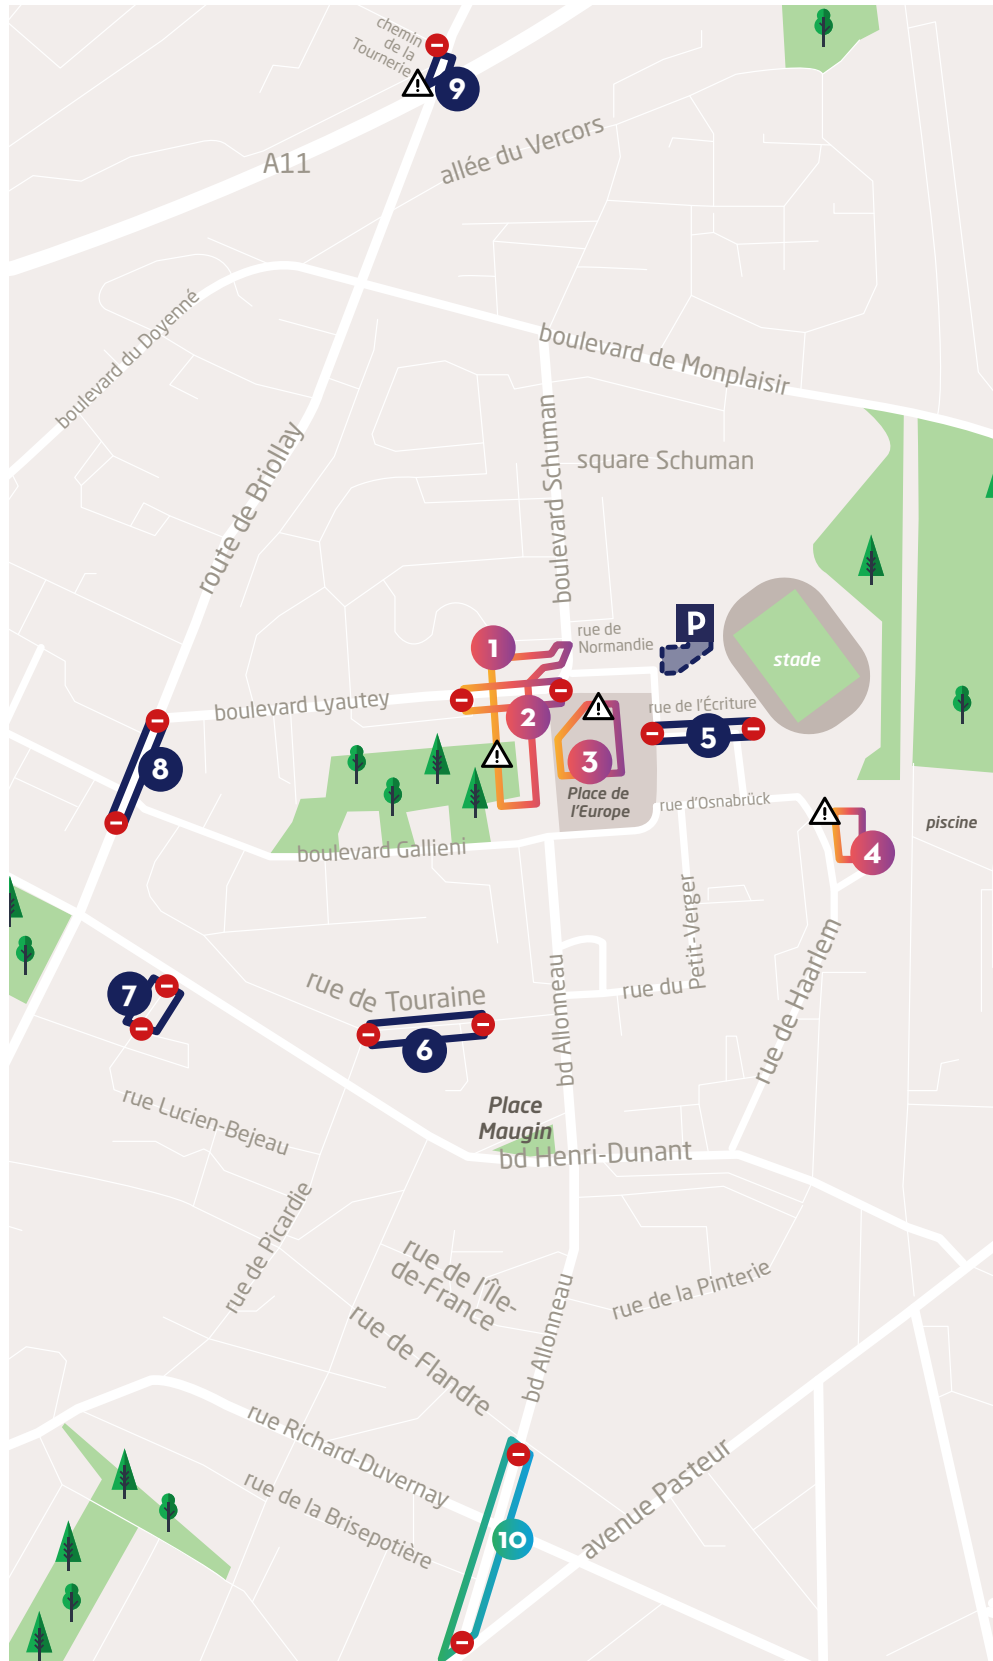 chemin
de la
Tournerie
9
allée du Vercors
A11
boulevard du Doyenné
boulevard de Monplaisir
route de Briollay
boulevard Schuman
square Schuman
rue de
Normandie
P
stade
1
boulevard Lyautey
2
rue de l'Écriture
5
3
8
Place de
l'Europe
rue d'Osnabrück
piscine
4
boulevard Gallieni
Petit-Verger
rue du
rue de Haarlem
7
rue de Touraine
6
bd Allonneau
rue Lucien-Bejeau
Place
Maugin
bd Henri-Dunant
rue de Picardie
rue de l'Île-
de-France
rue de la Pinterie
rue de Flandre
bd Allonneau
rue Richard-Duvernay
rue de la Brisepotière
avenue Pasteur
10